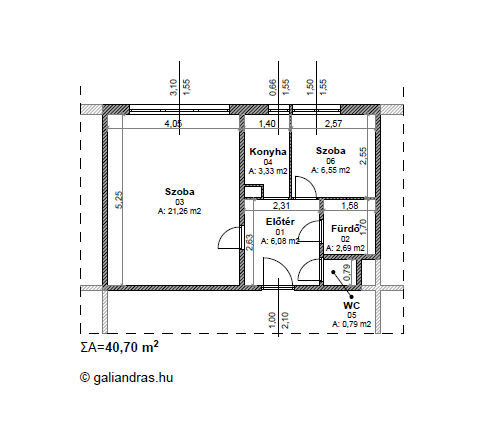 3,10
1,55
0,66
1,55
1,50
1,55
4,05
1,40
2,57
Konyha
04
A: 3,33 m2
Szoba
06
A: 6,55 m2
2,55
Szoba
03
A: 21,26 m2
5,25
2,31
1,58
Előtér
01
A: 6,08 m2
2,63
Fürdő
02
A: 2,69 m2
1,70
0,79
WC
05
A: 0,79 m2
1,00
2,10
ΣA=40,70 m²
© galiandras.hu